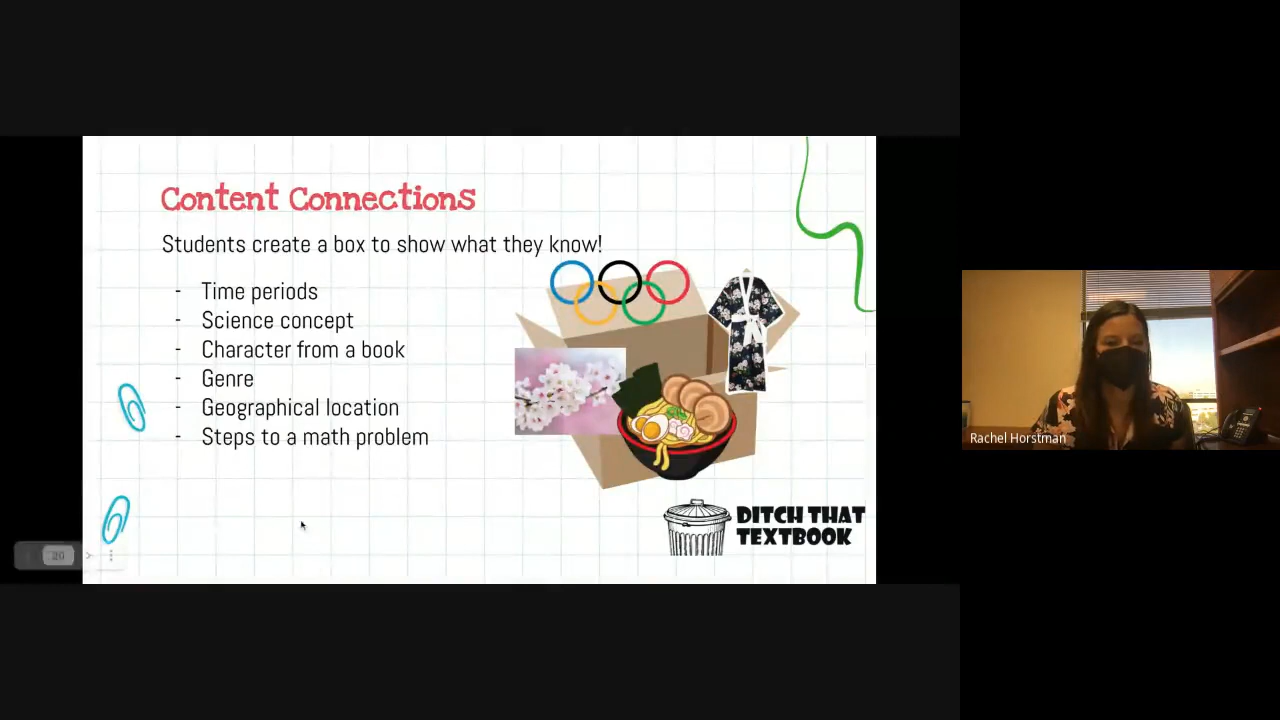 Content Connections
Students create a box to show what they know!
- Time periods
- Science concept
- Character from a book
- Genre
- Geographical location
- Steps to a math problem
DITCH THAT
TEXTBOOK
20
Rachel Horstman